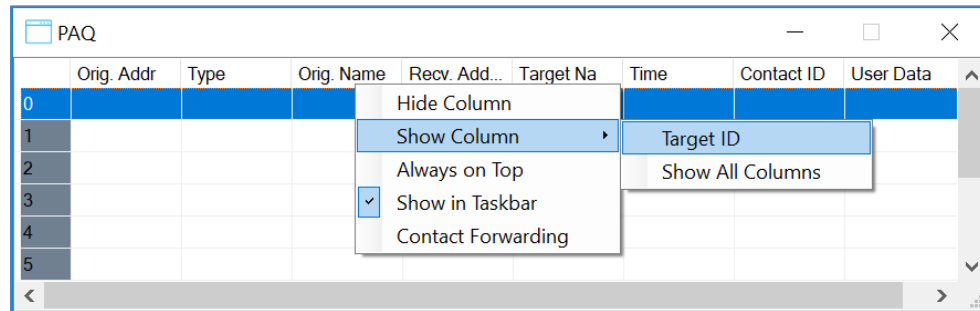 PAQ
Orig. Addr Type Orig. Name Recv. Add... Target Na Time Contact ID User Data
0
Hide Column
1
Show Column
Target ID
2
Always on Top
Show All Columns
3
Show in Taskbar
4
Contact Forwarding
5